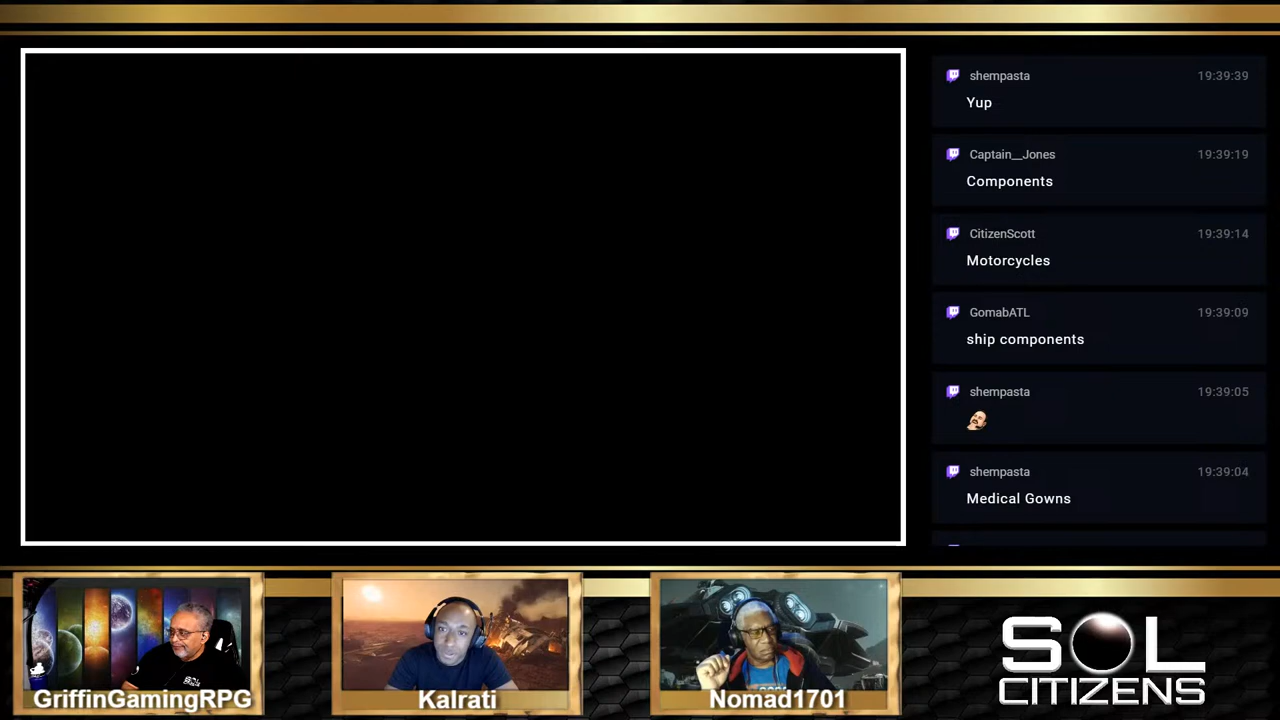 shempasta 19:39:39
Yup
Captain__Jones 19:39:19
Components
CitizenScott 19:39:14
Motorcycles
GomabATL 19:39:09
ship components
shempasta 19:39:05
shempasta 19:39:04
Medical Gowns
GriffinGamingRPG
Kalrati
Nomad1701
SOL
CITIZENS